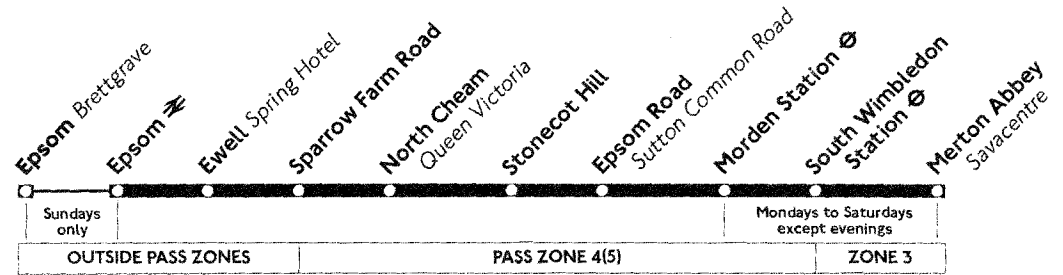 Epsom Brettgrave
Epsom
Ewell Spring Hotel
Sparrow Farm Road
North Cheam
Queen Victoria
Stonecot Hill
Epsom Road
Sutton Common Road
Morden Station
South Wimbledon
Station
Merton Abbey
Savacentre
Sundays
only
Mondays to Saturdays
except evenings
OUTSIDE PASS ZONES
PASS ZONE 4(5)
ZONE 3